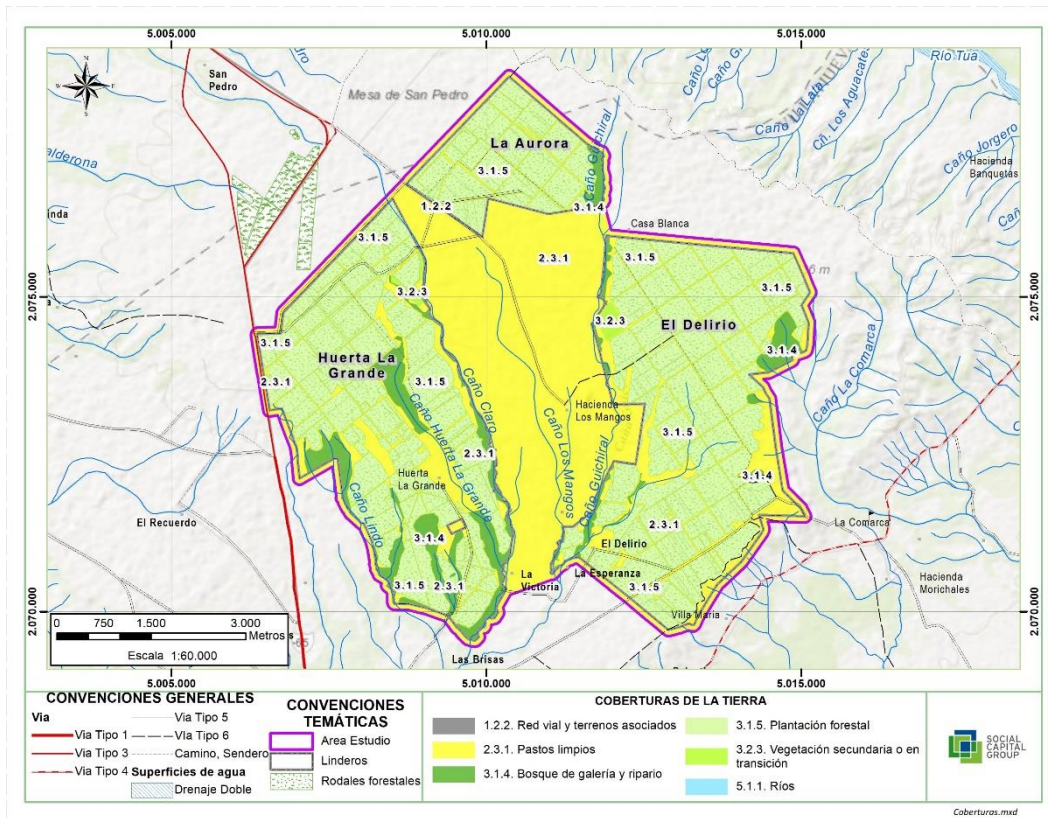 5.005.000
5.010.000
5.015.000
San
Pedro
Mesa de San Pedro
Río Tua
Caño La Lala
Cñ. Los Aguacates
Caño Jorgero
Hacienda
Banquetas
La Aurora
3.1.5
Caño Guichiral
1.2.2
3.1.4
Casa Blanca
3.1.5
2.3.1
3.1.5
3.1.5
2.075.000
2.075.000
3.2.3
3.2.3
El Delirio
3.1.5
Huerta La
Grande
3.1.4
2.3.1
3.1.5
Caño La Comarca
Caño Claro
Hacienda
Los Mangos
Caño Huerta La Grande
3.1.5
2.3.1
Caño Los Mangos
Caño Guichiral
Huerta
La Grande
3.1.4
El Recuerdo
Caño Lindo
2.3.1
La Comarca
3.1.4
El Delirio
La
Victoria
La Esperanza
3.1.5
2.3.1
3.1.5
Hacienda
Morichales
Villa Maria
2.070.000
2.070.000
0 750 1.500 3.000
Metros
Escala 1:60.000
Las Brisas
5.005.000
5.010.000
5.015.000
CONVENCIONES GENERALES
Via
Via Tipo 1
Via Tipo 3
Via Tipo 4
Via Tipo 5
VIa Tipo 6
Camino, Sendero
Superficies de agua
Drenaje Doble
CONVENCIONES
TEMÁTICAS
Area Estudio
Linderos
Rodales forestales
COBERTURAS DE LA TIERRA
1.2.2. Red vial y terrenos asociados
2.3.1. Pastos limpios
3.1.4. Bosque de galería y ripario
3.1.5. Plantación forestal
3.2.3. Vegetación secundaria o en
transición
5.1.1. Ríos
SOCIAL
CAPITAL
GROUP
Coberturas.mxd